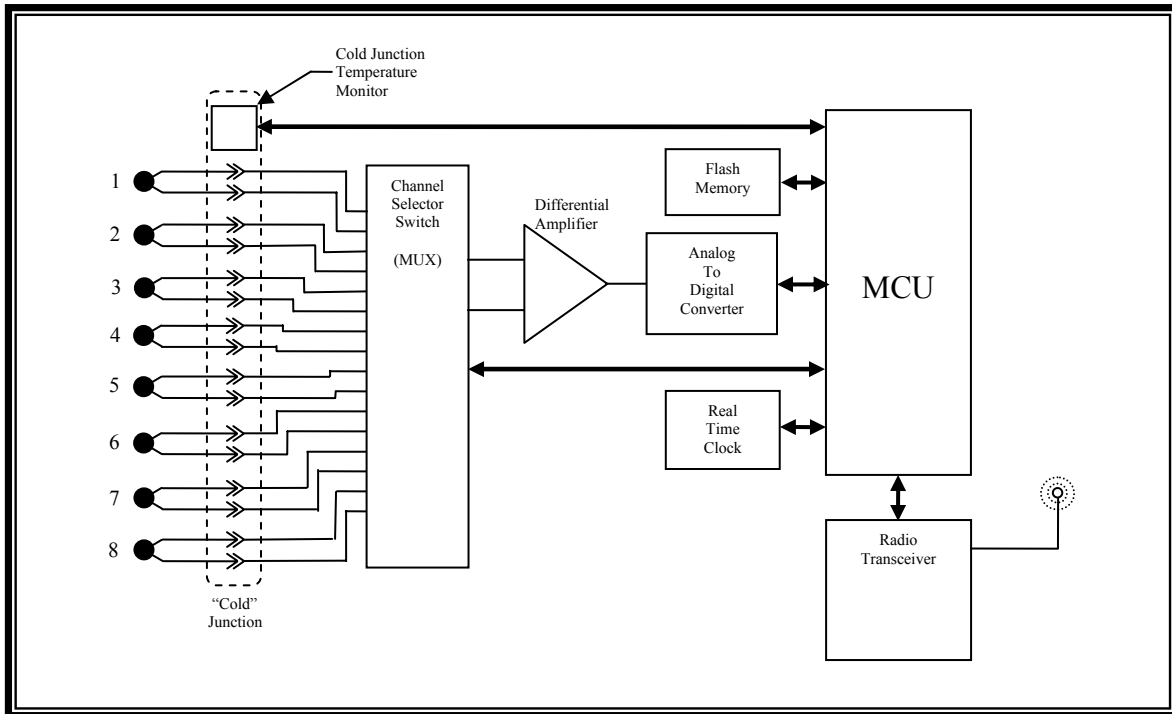 Cold Junction
Temperature
Monitor
1
2
3
4
5
6
7
8
“Cold”
Junction
Channel
Selector
Switch
(MUX)
Differential
Amplifier
Flash
Memory
Analog
To
Digital
Converter
Real
Time
Clock
MCU
Radio
Transceiver